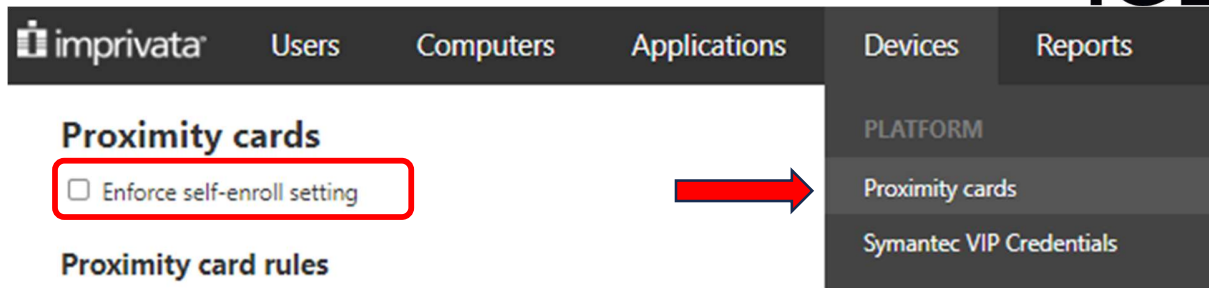 imprivata Users Computers Applications Devices Reports
Proximity cards
Enforce self-enroll setting
Proximity card rules
PLATFORM
Proximity cards
Symantec VIP Credentials